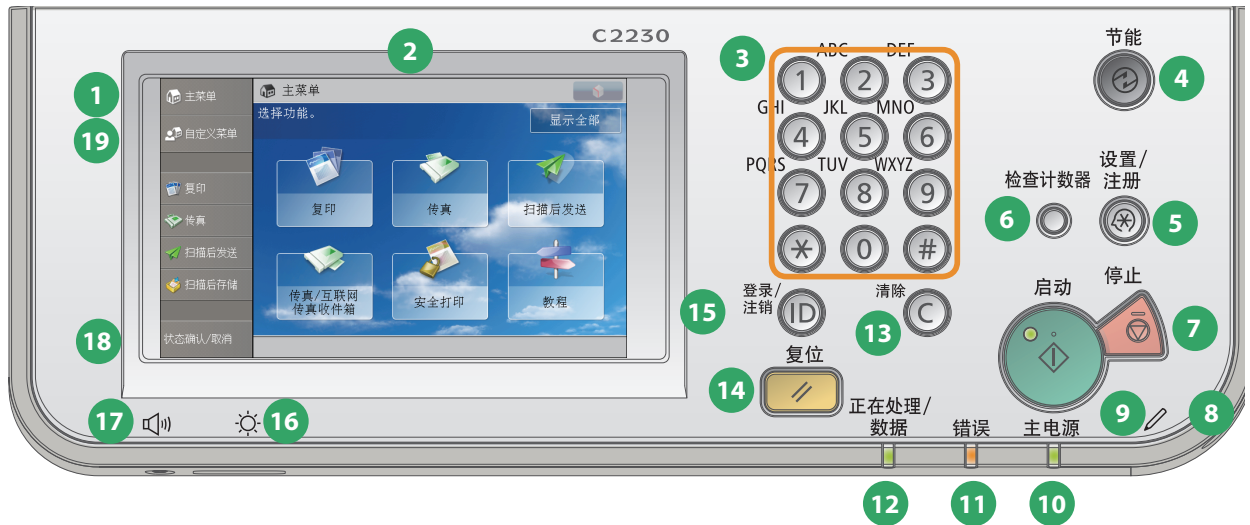 C2230
2
1
19
18
17
16
主菜单
自定义菜单
复印
传真
扫描后发送
扫描后存储
状态确认/取消
主菜单
选择功能。
显示全部
复印
传真
扫描后发送
传真/互联网
传真收件箱
安全打印
教程
3
ABC
DEF
1
2
3
GHI
JKL
MNO
4
5
6
PQRS
TUV
WXYZ
7
8
9
0
#
登录/
注销
ID
15
清除
C
13
复位
14
节能
4
检查计数器
6
设置/
注册
5
启动
停止
7
9
8
正在处理/
数据
错误
主电源
12
11
10